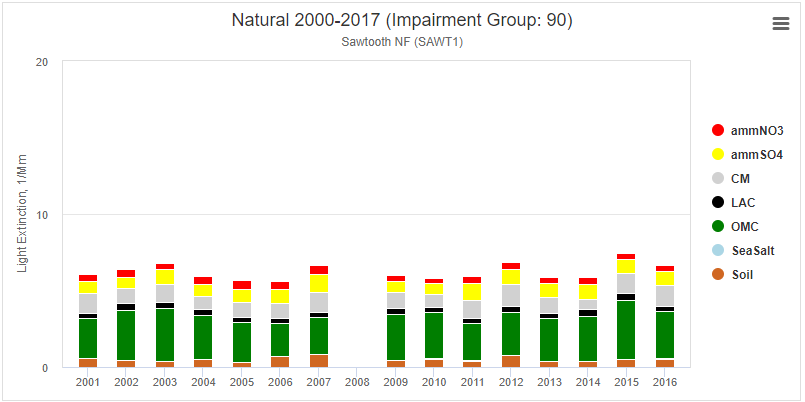 Natural 2000-2017 (Impairment Group: 90)
Sawtooth NF (SAWT1)
Light Extinction, 1/Mm
20
10
0
2001 2002 2003 2004 2005 2006 2007 2008 2009 2010 2011 2012 2013 2014 2015 2016
ammNO3
ammSO4
CM
LAC
OMC
SeaSalt
Soil